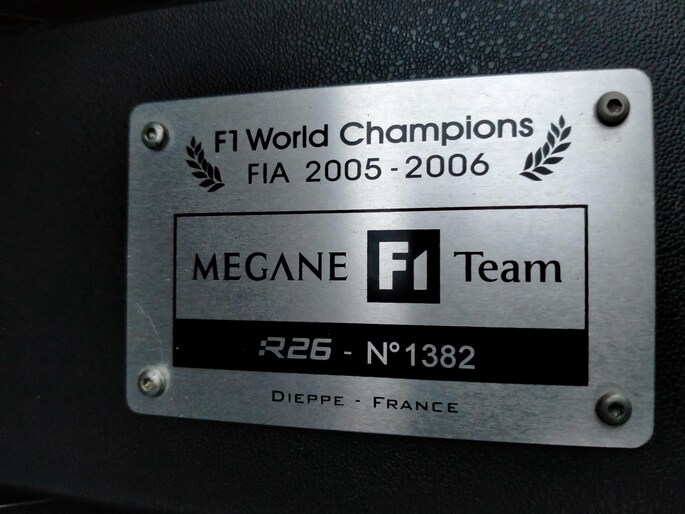 F1 World Champions
FIA 2005 - 2006
MEGANE F1 Team
R26 - N°1382
DIEPPE - FRANCE